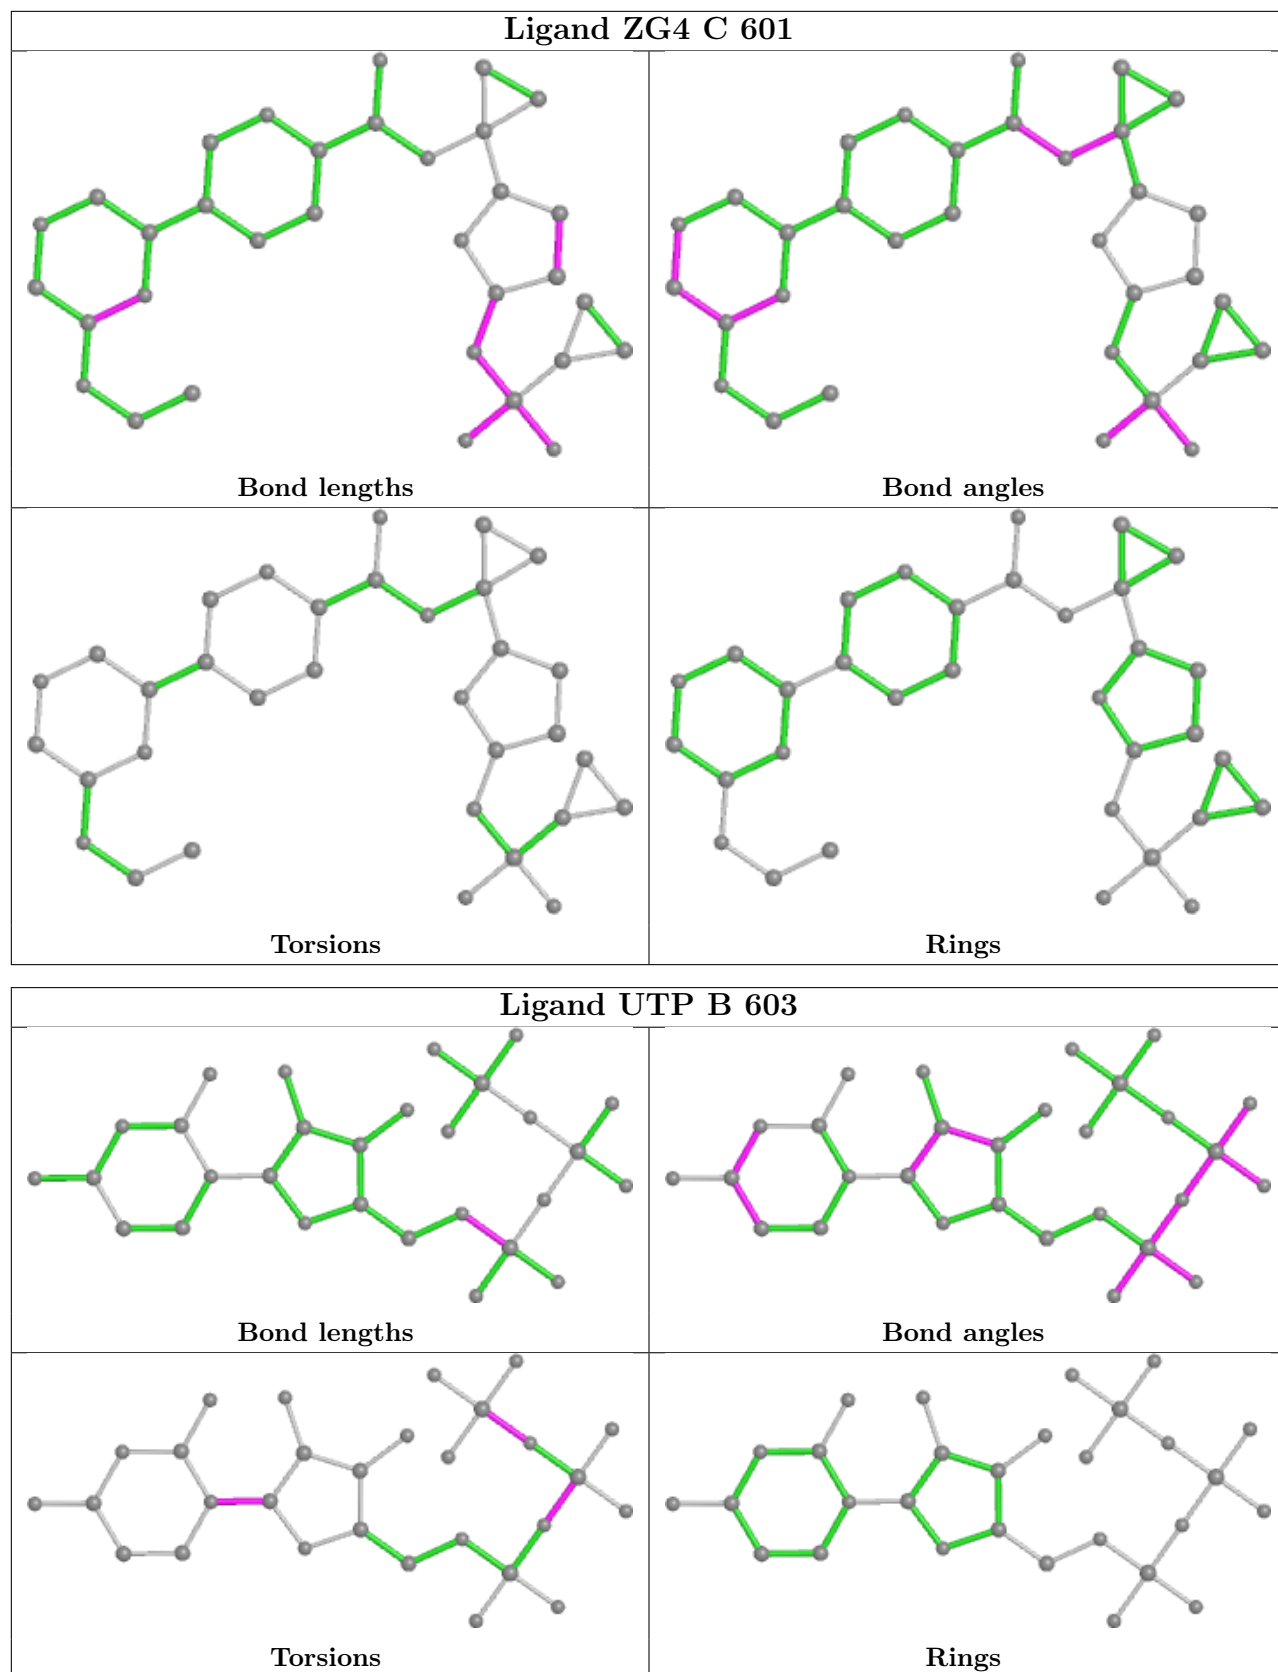 Ligand ZG4 C 601
Bond lengths
Bond angles
Torsions
Rings
Ligand UTP B 603
Bond lengths
Bond angles
Torsions
Rings